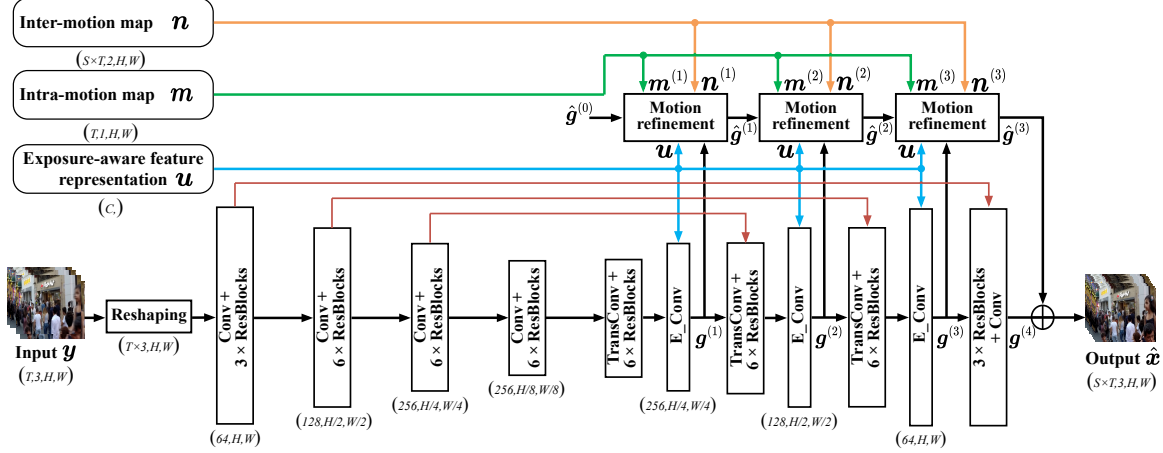 Inter-motion map n
(S×T,2,H,W)
Intra-motion map m
(T,1,H,W)
Exposure-aware feature
representation u
(C,)
m⁽¹⁾ n⁽¹⁾ m⁽²⁾ n⁽²⁾ m⁽³⁾ n⁽³⁾
ĝ⁽⁰⁾
Motion
refinement
ĝ⁽¹⁾
Motion
refinement
ĝ⁽²⁾
Motion
refinement
ĝ⁽³⁾
u u u
Input y
(T,3,H,W)
Reshaping
(T×3,H,W)
Conv +
3 × ResBlocks
(64,H,W)
Conv +
6 × ResBlocks
(128,H/2,W/2)
Conv +
6 × ResBlocks
(256,H/4,W/4)
Conv +
6 × ResBlocks
(256,H/8,W/8)
TransConv +
6 × ResBlocks
E_Conv
(256,H/4,W/4)
g⁽¹⁾
TransConv +
6 × ResBlocks
E_Conv
(128,H/2,W/2)
g⁽²⁾
TransConv +
6 × ResBlocks
E_Conv
(64,H,W)
g⁽³⁾
3 × ResBlocks
+ Conv
g⁽⁴⁾
Output x̂
(S×T,3,H,W)